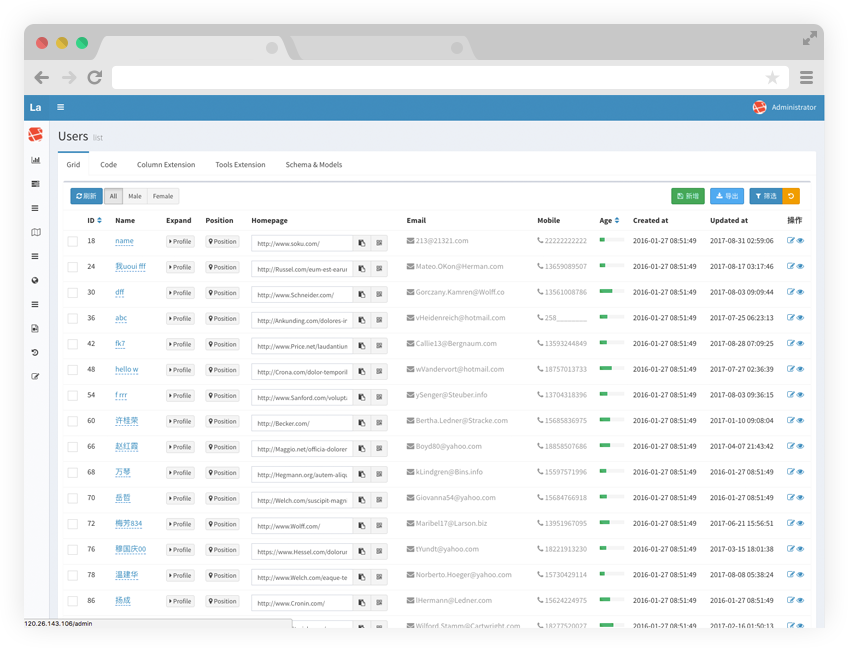 La Administrator
Users list
Grid Code Column Extension Tools Extension Schema & Models
刷新 All Male Female 新增 导出 筛选
ID Name Expand Position Homepage Email Mobile Age Created at Updated at 操作
18 name Profile Position http://www.soku.com/ 213@21321.com 22222222222 2016-01-27 08:51:49 2017-08-31 02:59:06
24 我uoui fff Profile Position http://Russel.com/eum-est-earum Mateo.OKon@Herman.com 13659089507 2016-01-27 08:51:49 2017-08-17 03:17:46
30 dff Profile Position http://www.Schneider.com/ Gorczany.Kamren@Wolff.co 13561008786 2016-01-27 08:51:49 2017-08-03 09:09:44
36 abc Profile Position http://Ankunding.com/dolores-ir vHeidenreich@hotmail.com 258________ 2016-01-27 08:51:49 2017-07-25 06:23:13
42 fk7 Profile Position http://www.Price.net/laudantium Callie13@Bergnaum.com 13593244849 2016-01-27 08:51:49 2017-08-28 07:09:25
48 hello w Profile Position http://Crona.com/dolor-temporil wVandervort@hotmail.com 18757013733 2016-01-27 08:51:49 2017-07-27 02:36:39
54 f rrr Profile Position http://www.Sanford.com/volupta ySenger@Steuber.info 13704318396 2016-01-27 08:51:49 2017-08-03 09:36:15
60 许桂荣 Profile Position http://Becker.com/ Bertha.Ledner@Stracke.com 15685836975 2016-01-27 08:51:49 2017-01-10 09:08:04
66 赵红霞 Profile Position http://Maggio.net/officia-dolorer Boyd80@yahoo.com 18858507686 2016-01-27 08:51:49 2017-04-07 21:43:42
68 万琴 Profile Position http://Hegmann.org/autem-aliqu kLindgren@Bins.info 15597571996 2016-01-27 08:51:49 2016-01-27 08:51:49
70 岳哲 Profile Position http://Welch.com/suscipit-magn Giovanna54@yahoo.com 15684766918 2016-01-27 08:51:49 2016-01-27 08:51:49
72 梅芳834 Profile Position http://www.Wolff.com/ Maribel17@Larson.biz 13951967095 2016-01-27 08:51:49 2017-06-21 15:56:51
76 穆国庆00 Profile Position https://www.Hessel.com/dolorun tYundt@yahoo.com 18221913230 2016-01-27 08:51:49 2017-03-15 18:01:38
78 温建华 Profile Position http://www.Welch.com/eaque-te Norberto.Hoeger@yahoo.com 15730429114 2016-01-27 08:51:49 2017-08-08 05:38:24
86 扬成 Profile Position http://www.Cronin.com/ lHermann@Ledner.com 15624224975 2016-01-27 08:51:49 2016-01-27 08:51:49
Wilford.Stamm@Cartwright.com 18277520027 2016-01-27 08:51:49 2017-02-16 01:50:13
120.26.143.106/admin